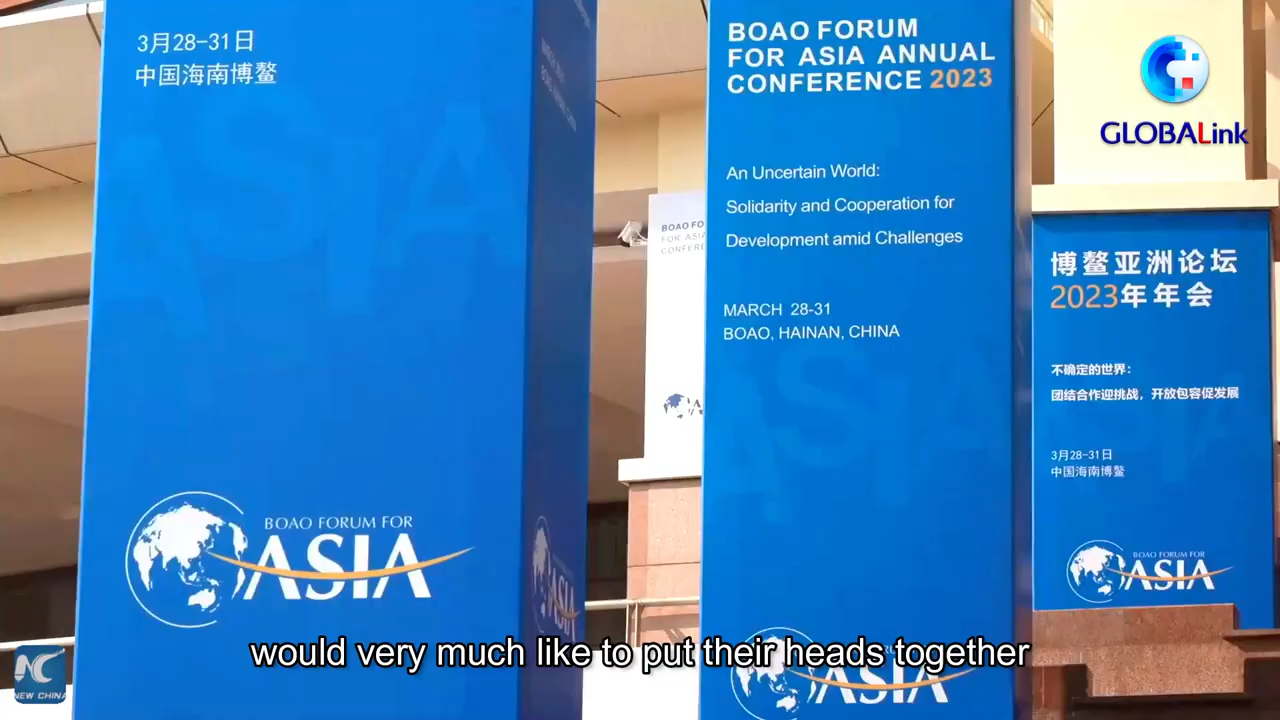 3月28-31日
中国海南博鳌
BOAO FORUM FOR
ASIA
BOAO FORUM
FOR ASIA ANNUAL
CONFERENCE 2023
An Uncertain World:
Solidarity and Cooperation for
Development amid Challenges
MARCH 28-31
BOAO, HAINAN, CHINA
ASIA
GLOBALink
博鳌亚洲论坛
2023年年会
不确定的世界：
团结合作迎挑战，开放包容促发展
3月28-31日
中国海南博鳌
BOAO FORUM FOR
ASIA
would very much like to put their heads together
NEW CHINA